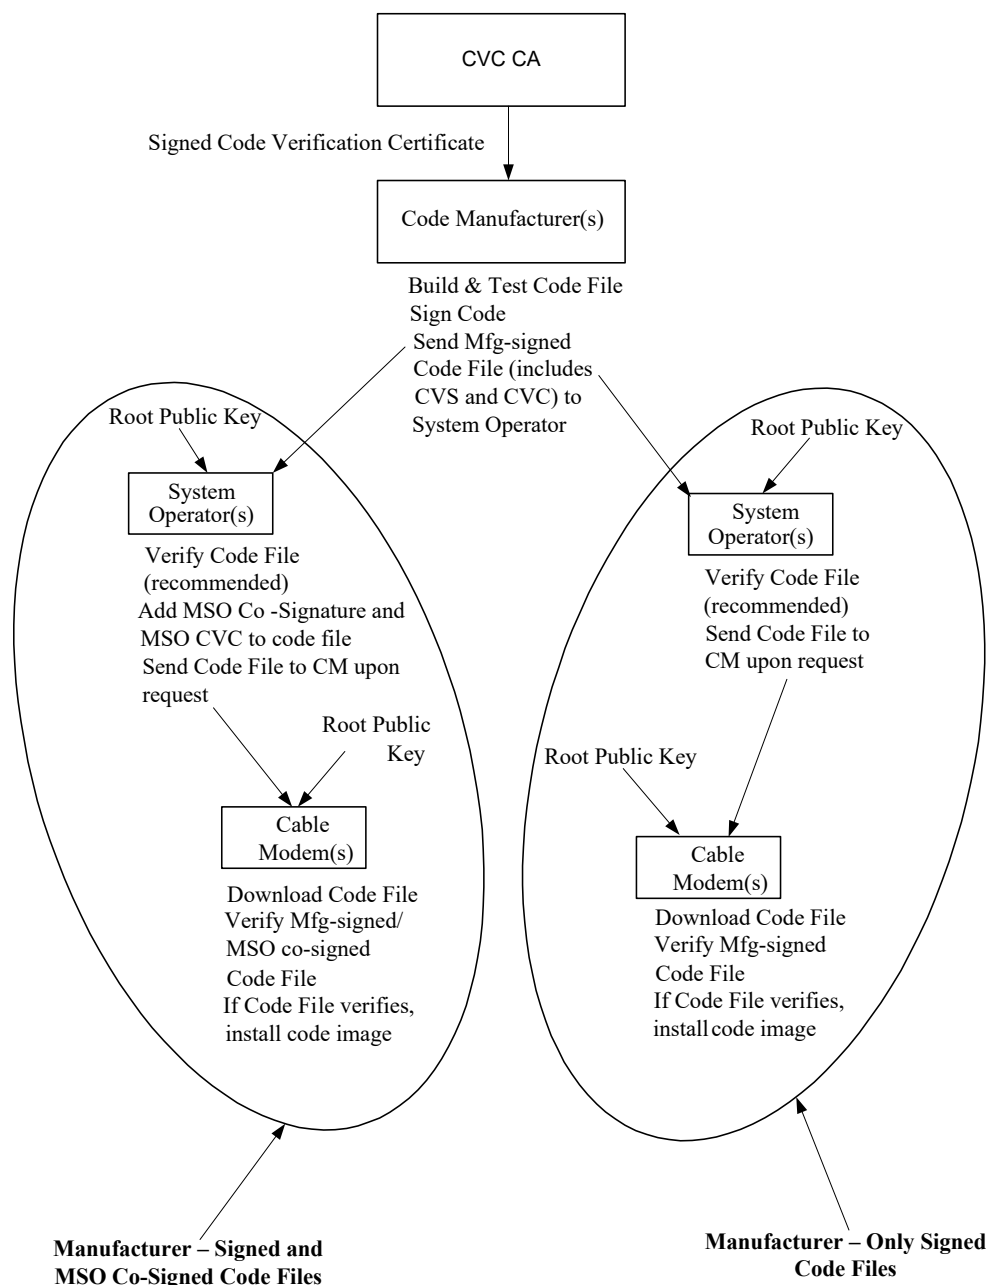 CVC CA
Signed Code Verification Certificate
Code Manufacturer(s)
Build & Test Code File
Sign Code
Send Mfg-signed
Code File (includes
CVS and CVC) to
System Operator
Root Public Key
System
Operator(s)
Verify Code File
(recommended)
Add MSO Co -Signature and
MSO CVC to code file
Send Code File to CM upon
request
Root Public
Key
Cable
Modem(s)
Download Code File
Verify Mfg-signed/
MSO co-signed
Code File
If Code File verifies,
install code image
Manufacturer – Signed and
MSO Co-Signed Code Files
Root Public Key
System
Operator(s)
Verify Code File
(recommended)
Send Code File to
CM upon request
Root Public Key
Cable
Modem(s)
Download Code File
Verify Mfg-signed
Code File
If Code File verifies,
install code image
Manufacturer – Only Signed
Code Files